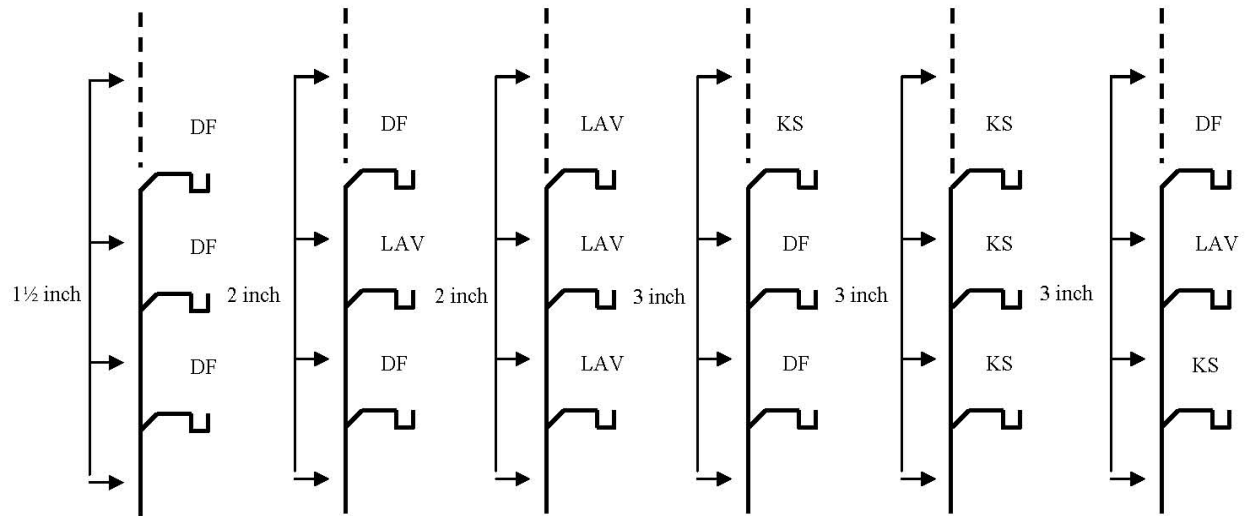 DF DF LAV KS KS DF
DF LAV LAV DF KS LAV
1½ inch 2 inch 2 inch 3 inch 3 inch 3 inch
DF DF LAV DF KS KS